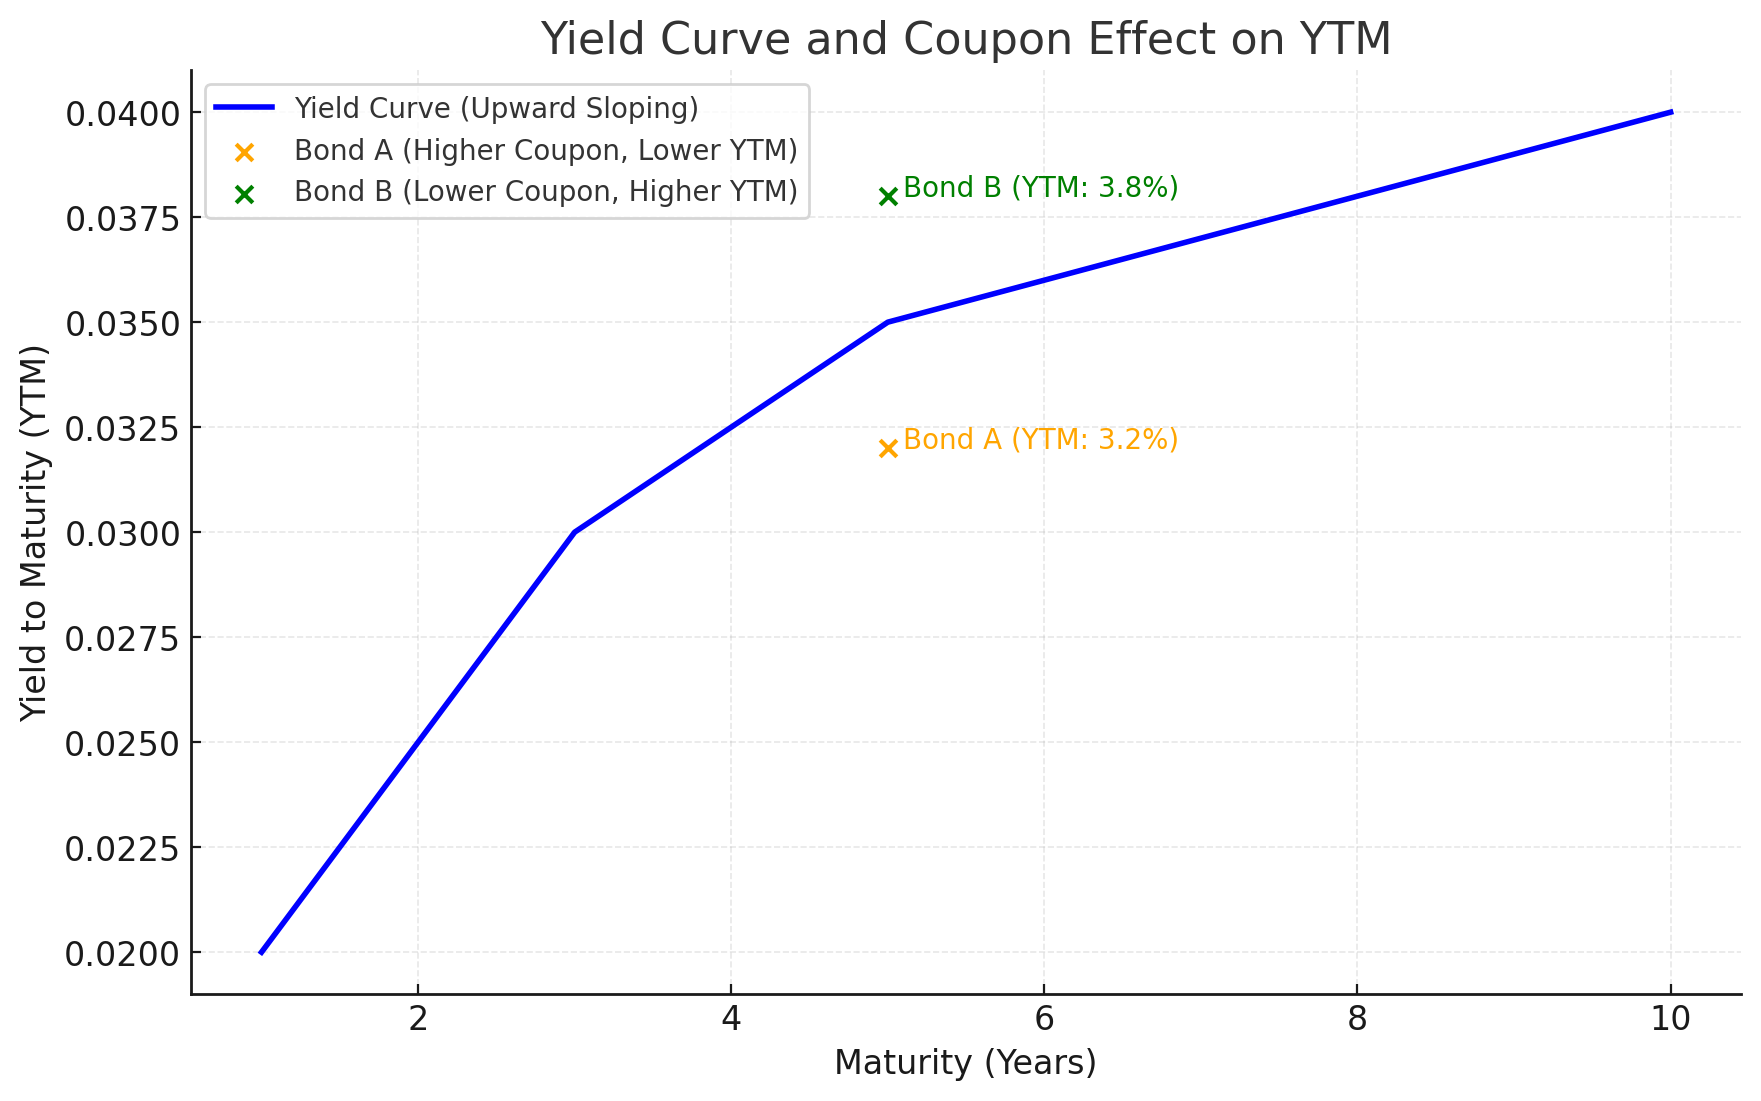 Yield Curve and Coupon Effect on YTM
Yield Curve (Upward Sloping)
Bond A (Higher Coupon, Lower YTM)
Bond B (Lower Coupon, Higher YTM)
Bond B (YTM: 3.8%)
Bond A (YTM: 3.2%)
Yield to Maturity (YTM)
0.0400
0.0375
0.0350
0.0325
0.0300
0.0275
0.0250
0.0225
0.0200
2 4 6 8 10
Maturity (Years)